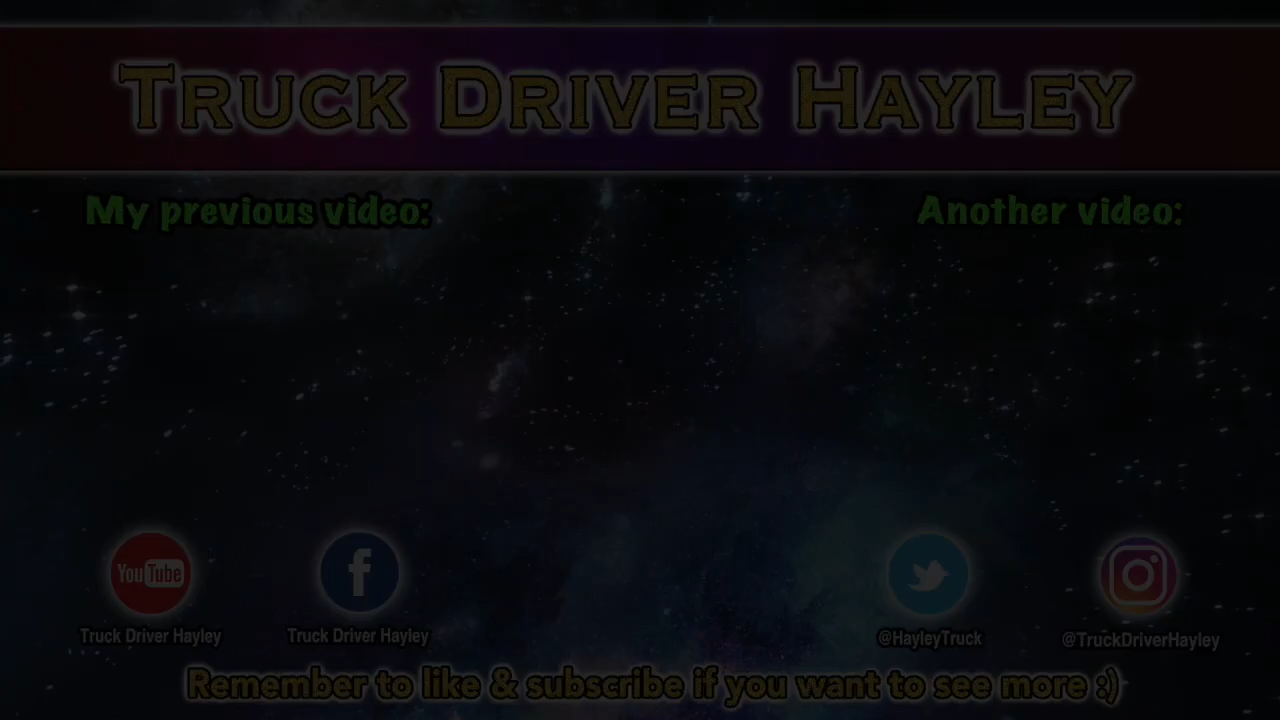 TRUCK DRIVER HAYLEY
My previous video:
Another video:
YouTube
Truck Driver Hayley
Truck Driver Hayley
@HayleyTruck
@TruckDriverHayley
Remember to like & subscribe if you want to see more :)